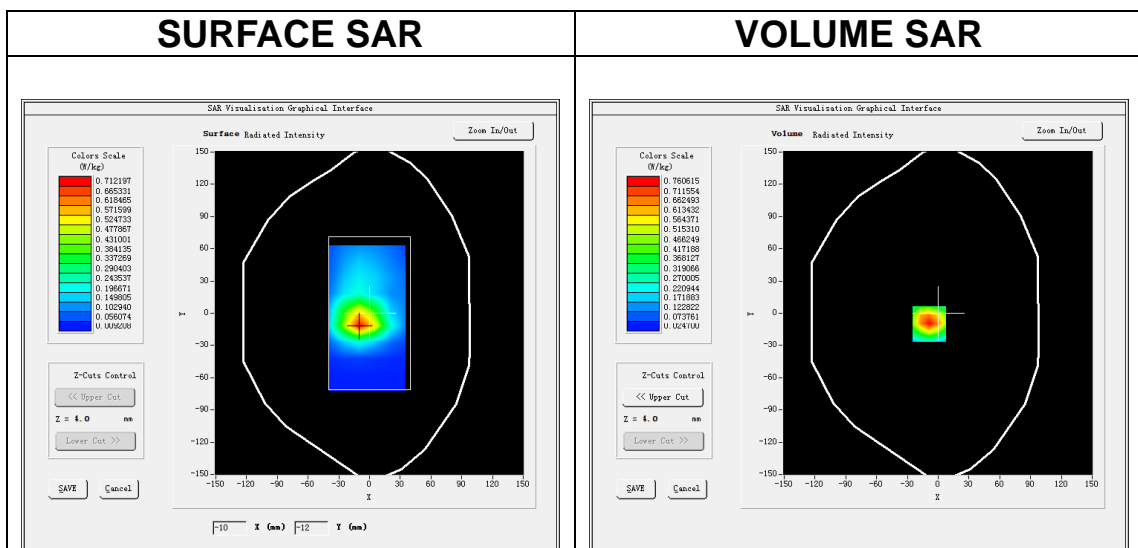 SURFACE SAR
VOLUME SAR
SAR Visualisation Graphical Interface
Surface Radiated Intensity
Zoom In/Out
Colors Scale
(W/kg)
0.712197
0.665331
0.618465
0.571599
0.524733
0.477867
0.431001
0.384135
0.337269
0.290403
0.243537
0.196671
0.149805
0.102940
0.056074
0.009208
Z-Cuts Control
<< Upper Cut
Z = 4.0 mm
Lower Cut >>
SAVE
Cancel
150
120
90
60
30
0
-30
-60
-90
-120
-150
Y
-150 -120 -90 -60 -30 0 30 60 90 120 150
X
-10 X (mm) -12 Y (mm)
SAR Visualisation Graphical Interface
Volume Radiated Intensity
Zoom In/Out
Colors Scale
(W/kg)
0.760615
0.711554
0.662493
0.613432
0.564371
0.515310
0.466249
0.417188
0.368127
0.319066
0.270005
0.220944
0.171883
0.122822
0.073761
0.024700
Z-Cuts Control
<< Upper Cut
Z = 4.0 mm
Lower Cut >>
SAVE
Cancel
150
120
90
60
30
0
-30
-60
-90
-120
-150
Y
-150 -120 -90 -60 -30 0 30 60 90 120 150
X